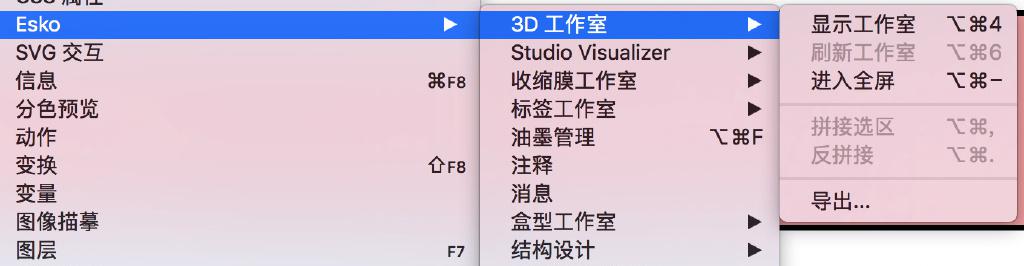 CSS 属性
Esko ▶
SVG 交互
信息 ⌘F8
分色预览
动作
变换 ⇧F8
变量
图像描摹
图层 F7
3D 工作室 ▶
Studio Visualizer ▶
收缩膜工作室 ▶
标签工作室 ▶
油墨管理 ⌥⌘F
注释
消息
盒型工作室 ▶
结构设计 ▶
显示工作室 ⌥⌘4
刷新工作室 ⌥⌘6
进入全屏 ⌥⌘−
拼接选区 ⌥⌘,
反拼接 ⌥⌘.
导出...